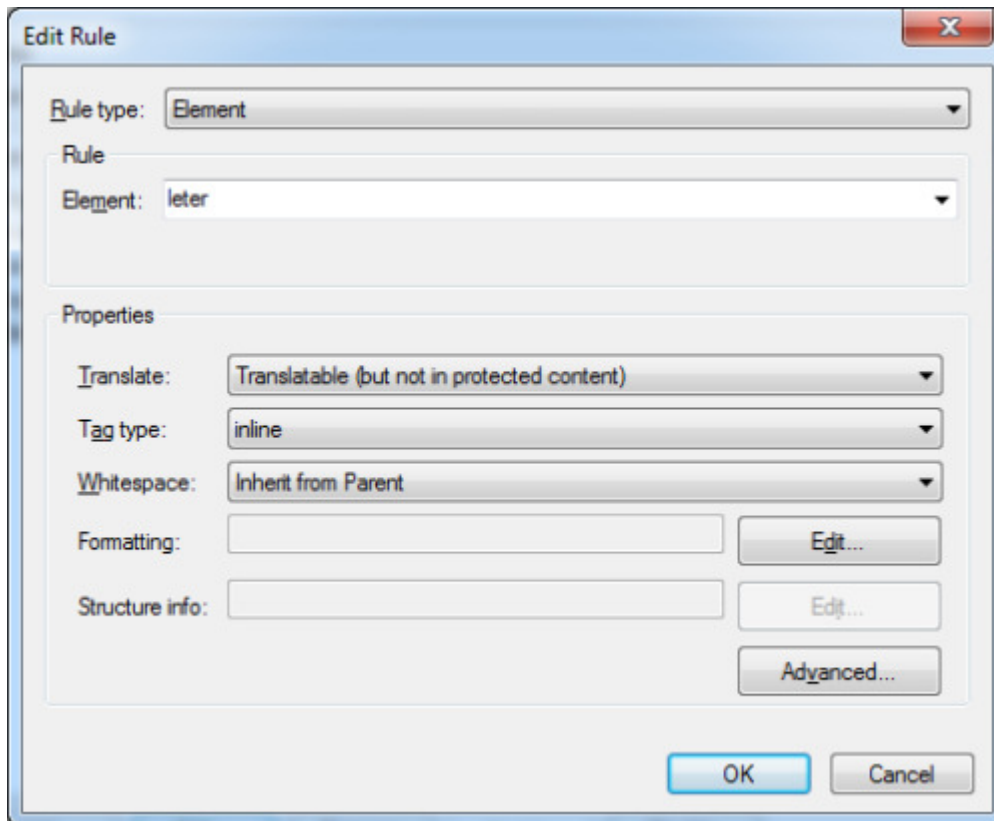 Edit Rule
Rule type: Element
Rule
Element: leter
Properties
Translate: Translatable (but not in protected content)
Tag type: inline
Whitespace: Inherit from Parent
Formatting: Edit...
Structure info: Edit...
Advanced...
OK Cancel